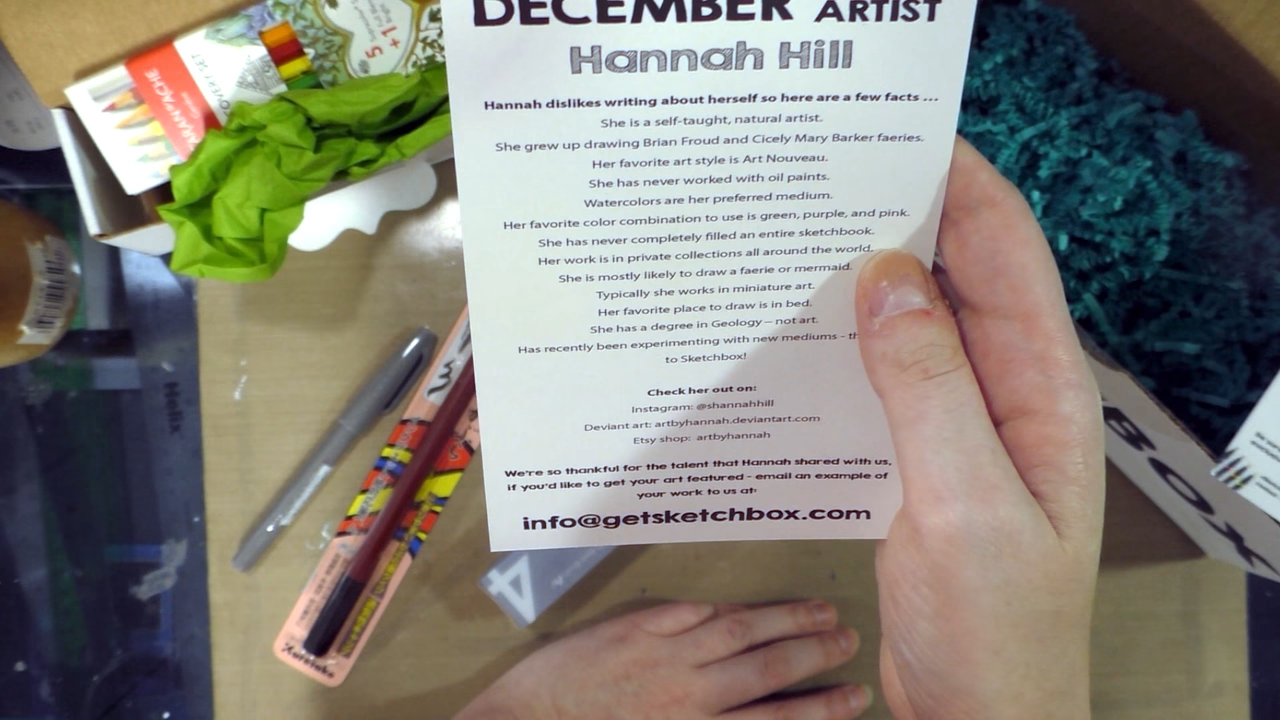 DECEMBER ARTIST
Hannah Hill
Hannah dislikes writing about herself so here are a few facts ...
She is a self-taught, natural artist.
She grew up drawing Brian Froud and Cicely Mary Barker faeries.
Her favorite art style is Art Nouveau.
She has never worked with oil paints.
Watercolors are her preferred medium.
Her favorite color combination to use is green, purple, and pink.
She has never completely filled an entire sketchbook.
Her work is in private collections all around the world.
She is mostly likely to draw a faerie or mermaid.
Typically she works in miniature art.
Her favorite place to draw is in bed.
She has a degree in Geology – not art.
Has recently been experimenting with new mediums -
to Sketchbox!
Check her out on:
Instagram: @shannahhill
Deviant art: artbyhannah.deviantart.com
Etsy shop: artbyhannah
We're so thankful for the talent that Hannah shared with us,
if you'd like to get your art featured - email an example of
your work to us at:
info@getsketchbox.com
5
+1
4
BOX
Helix
Kuretake